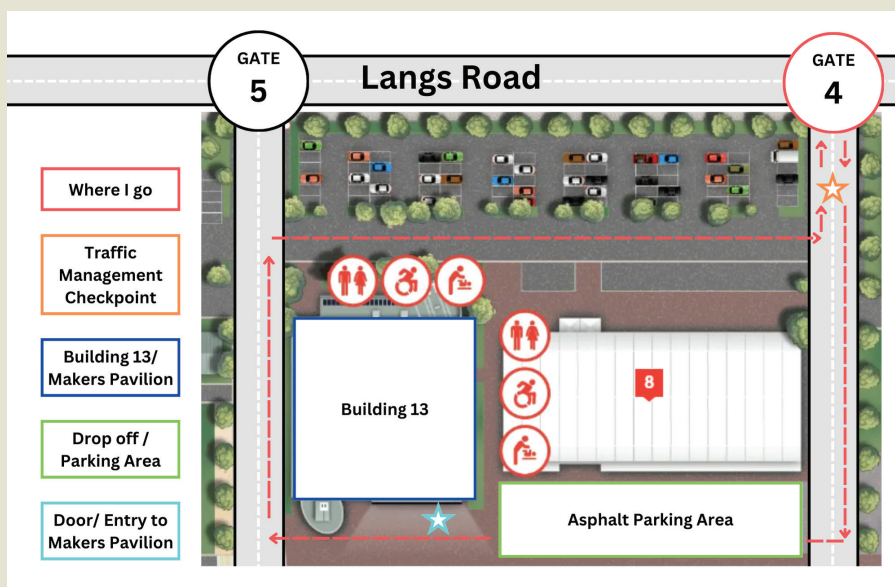 GATE
5
Langs Road
GATE
4
Where I go
Traffic
Management
Checkpoint
Building 13/
Makers Pavilion
Drop off /
Parking Area
Door/ Entry to
Makers Pavilion
Building 13
8
Asphalt Parking Area